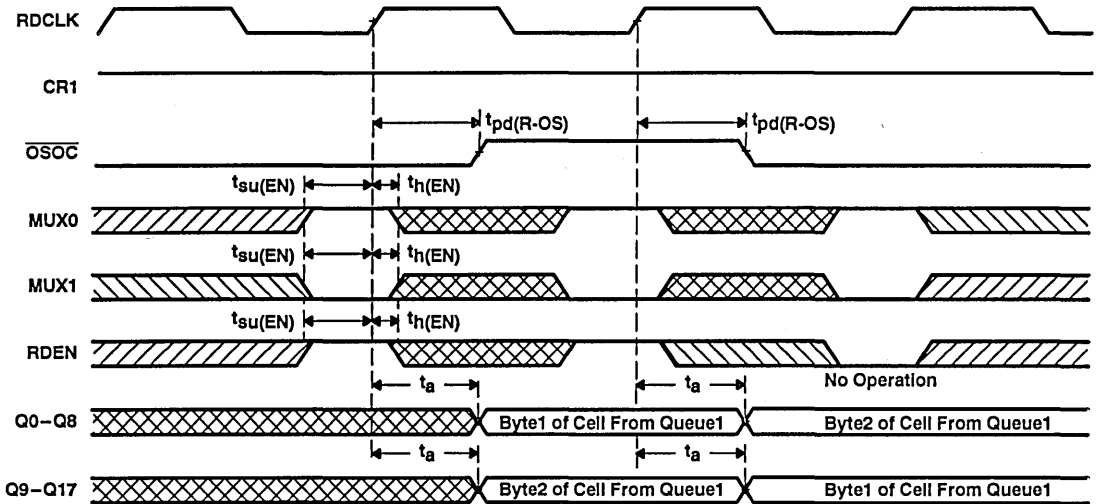 RDCLK
CR1
tpd(R-OS) tpd(R-OS)
OSOC
tsu(EN) th(EN)
MUX0
tsu(EN) th(EN)
MUX1
tsu(EN) th(EN)
RDEN
ta ta No Operation
Q0–Q8 Byte1 of Cell From Queue1 Byte2 of Cell From Queue1
ta ta
Q9–Q17 Byte2 of Cell From Queue1 Byte1 of Cell From Queue1